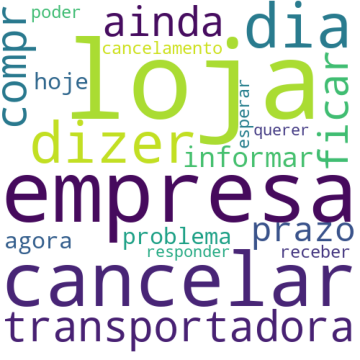 poder
ainda
dia
compr
cancelamento
loja
hoje
ficar
esperar
querer
dizer
informar
empresa
prazo
agora
problema
responder
receber
cancelar
transportadora